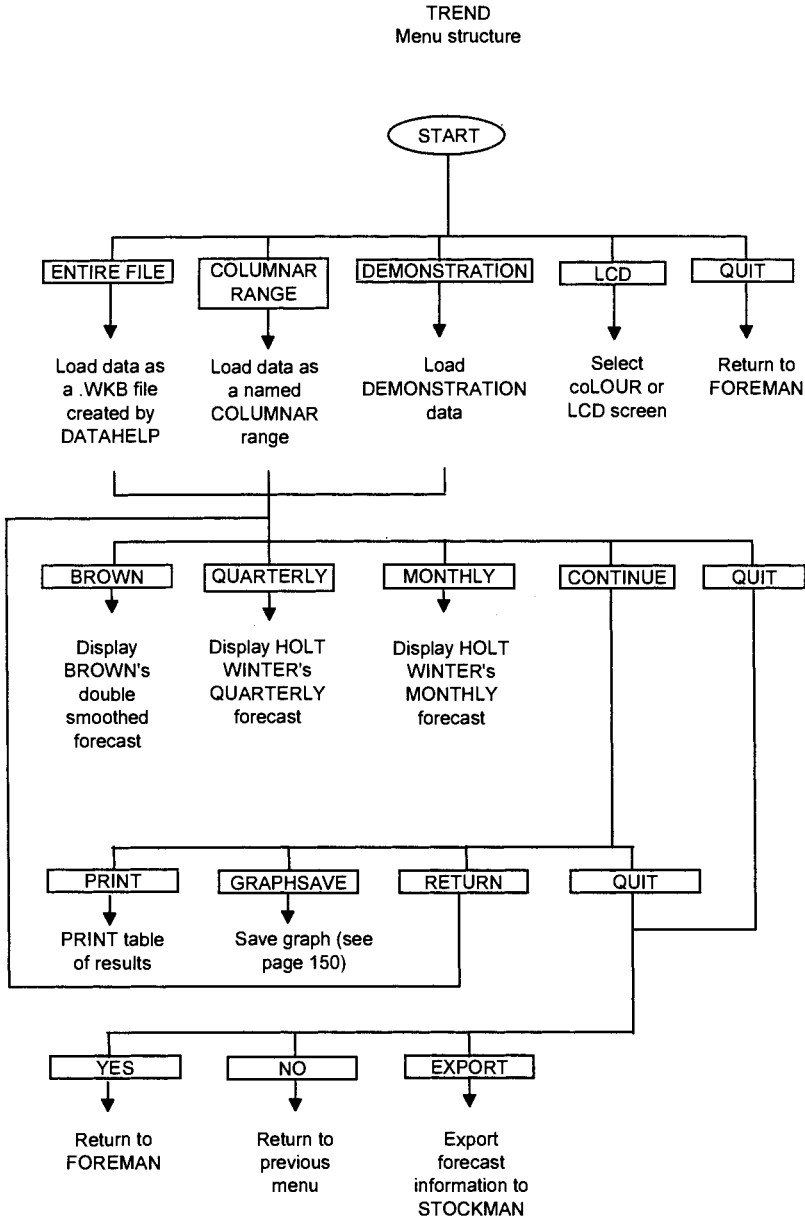 TREND
Menu structure
START
ENTIRE FILE
COLUMNAR
RANGE
DEMONSTRATION
LCD
QUIT
Load data as
a .WKB file
created by
DATAHELP
Load data as
a named
COLUMNAR
range
Load
DEMONSTRATION
data
Select
coLOUR or
LCD screen
Return to
FOREMAN
BROWN
QUARTERLY
MONTHLY
CONTINUE
QUIT
Display
BROWN's
double
smoothed
forecast
Display HOLT
WINTER's
QUARTERLY
forecast
Display HOLT
WINTER's
MONTHLY
forecast
PRINT
GRAPHSAVE
RETURN
QUIT
PRINT table
of results
Save graph (see
page 150)
YES
NO
EXPORT
Return to
FOREMAN
Return to
previous
menu
Export
forecast
information to
STOCKMAN